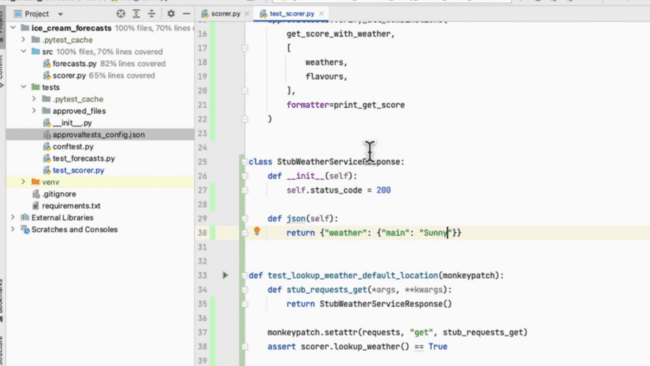 Project
scorer.py
test_scorer.py
ice_cream_forecasts 100% files, 70% lines covered
.pytest_cache
src 100% files, 70% lines covered
forecasts.py 82% lines covered
scorer.py 65% lines covered
tests
.pytest_cache
approved_files
__init__.py
approvaltests_config.json
conftest.py
test_forecasts.py
test_scorer.py
venv
.gitignore
requirements.txt
External Libraries
Scratches and Consoles
16 get_score_with_weather,
17 [
18 weathers,
19 flavours,
20 ],
21 formatter=print_get_score
22 )
23
24
25 class StubWeatherServiceResponse:
26 def __init__(self):
27 self.status_code = 200
28
29 def json(self):
30 return {"weather": {"main": "Sunny"}}
31
32
33 def test_lookup_weather_default_location(monkeypatch):
34 def stub_requests_get(*args, **kwargs):
35 return StubWeatherServiceResponse()
36
37 monkeypatch.setattr(requests, "get", stub_requests_get)
38 assert scorer.lookup_weather() == True
39